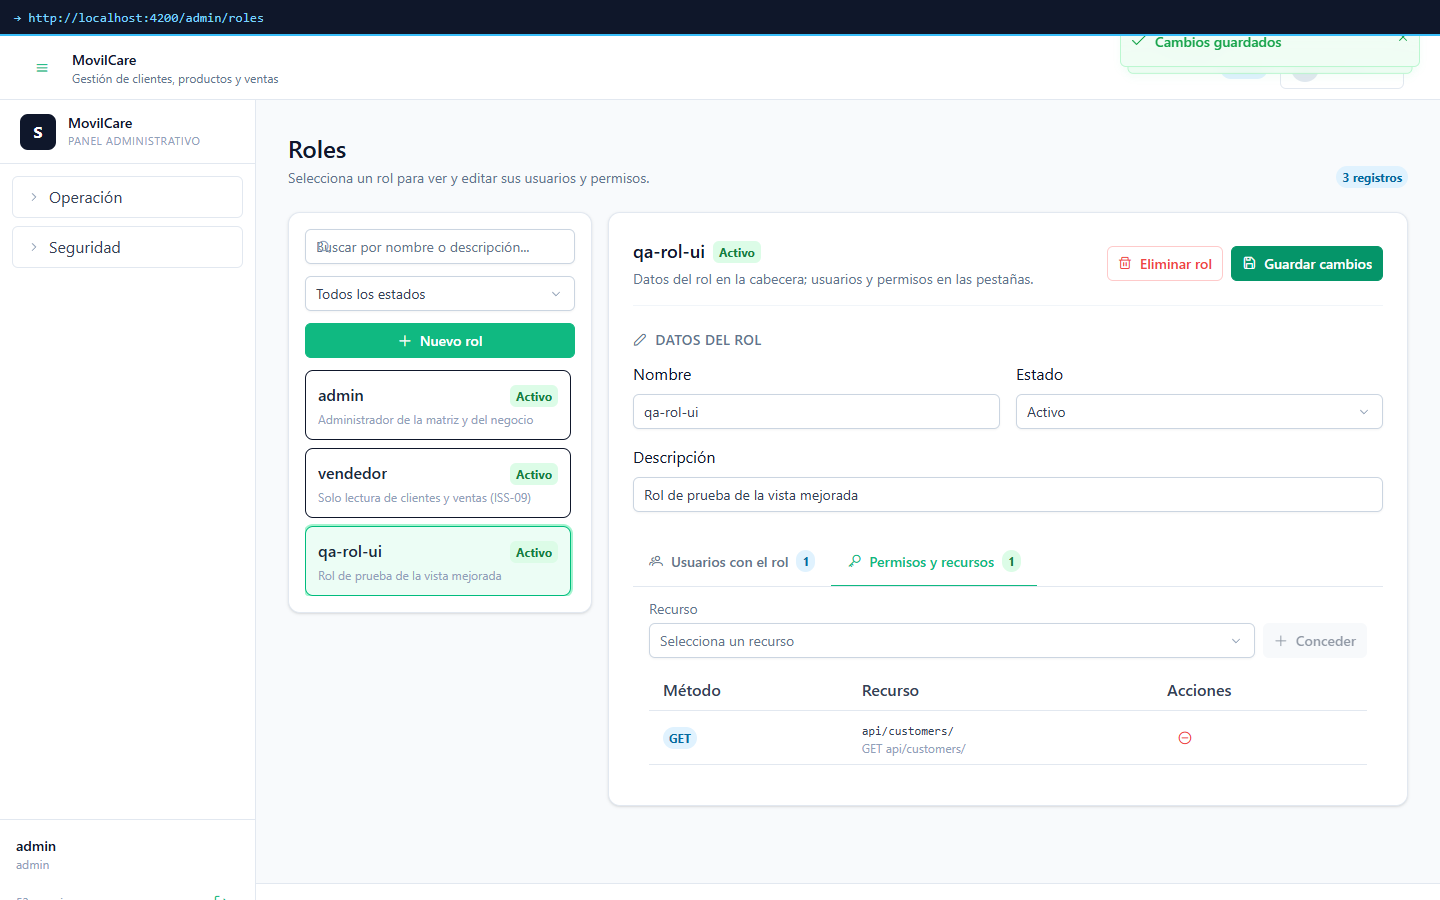 → http://localhost:4200/admin/roles
MovilCare
Gestión de clientes, productos y ventas
Cambios guardados
S
MovilCare
PANEL ADMINISTRATIVO
Operación
Seguridad
Roles
Selecciona un rol para ver y editar sus usuarios y permisos.
3 registros
Buscar por nombre o descripción...
Todos los estados
Nuevo rol
admin
Activo
Administrador de la matriz y del negocio
vendedor
Activo
Solo lectura de clientes y ventas (ISS-09)
qa-rol-ui
Activo
Rol de prueba de la vista mejorada
qa-rol-ui
Activo
Datos del rol en la cabecera; usuarios y permisos en las pestañas.
Eliminar rol
Guardar cambios
DATOS DEL ROL
Nombre
Estado
qa-rol-ui
Activo
Descripción
Rol de prueba de la vista mejorada
Usuarios con el rol 1
Permisos y recursos 1
Recurso
Selecciona un recurso
Conceder
Método
Recurso
Acciones
GET
api/customers/
GET api/customers/
admin
admin